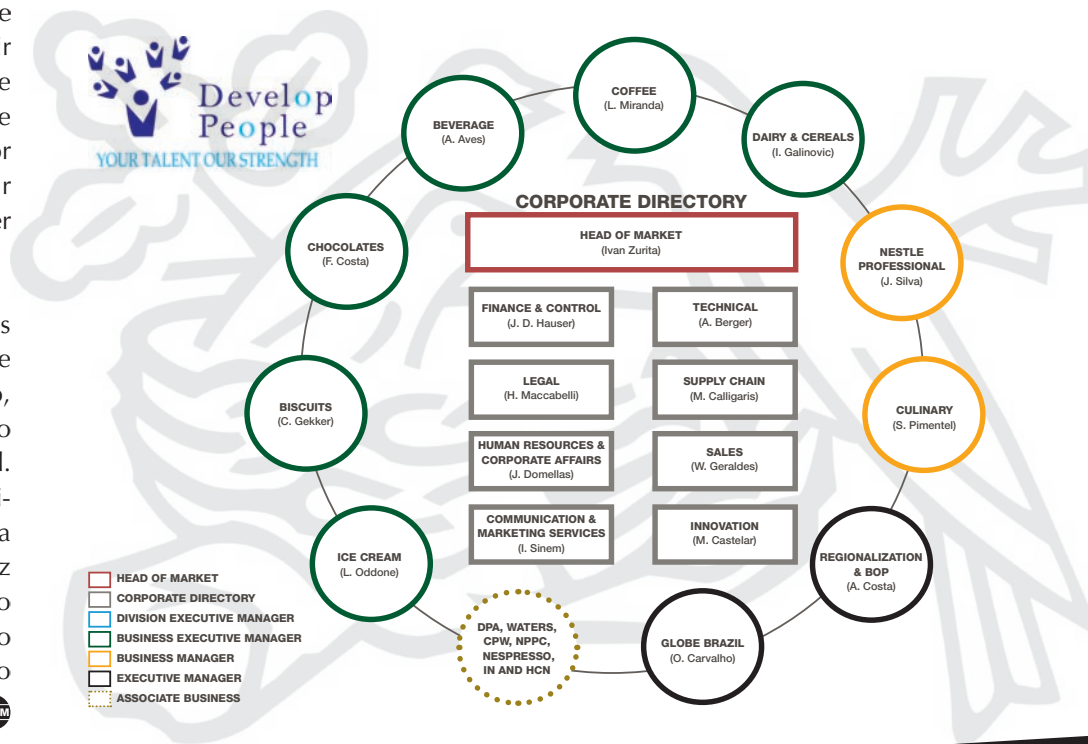 e
ir
e
e
or
r
er
s
e
o,
o
l.
i-
a
z
o
o
o
M
Develop
People
YOUR TALENT OUR STRENGTH
COFFEE
(L. Miranda)
BEVERAGE
(A. Aves)
DAIRY & CEREALS
(I. Galinovic)
CHOCOLATES
(F. Costa)
NESTLE
PROFESSIONAL
(J. Silva)
BISCUITS
(C. Gekker)
CULINARY
(S. Pimentel)
ICE CREAM
(L. Oddone)
REGIONALIZATION
& BOP
(A. Costa)
DPA, WATERS,
CPW, NPPC,
NESPRESSO,
IN AND HCN
GLOBE BRAZIL
(O. Carvalho)
CORPORATE DIRECTORY
HEAD OF MARKET
(Ivan Zurita)
FINANCE & CONTROL
(J. D. Hauser)
TECHNICAL
(A. Berger)
LEGAL
(H. Maccabelli)
SUPPLY CHAIN
(M. Calligaris)
HUMAN RESOURCES &
CORPORATE AFFAIRS
(J. Domellas)
SALES
(W. Geraldes)
COMMUNICATION &
MARKETING SERVICES
(I. Sinem)
INNOVATION
(M. Castelar)
HEAD OF MARKET
CORPORATE DIRECTORY
DIVISION EXECUTIVE MANAGER
BUSINESS EXECUTIVE MANAGER
BUSINESS MANAGER
EXECUTIVE MANAGER
ASSOCIATE BUSINESS